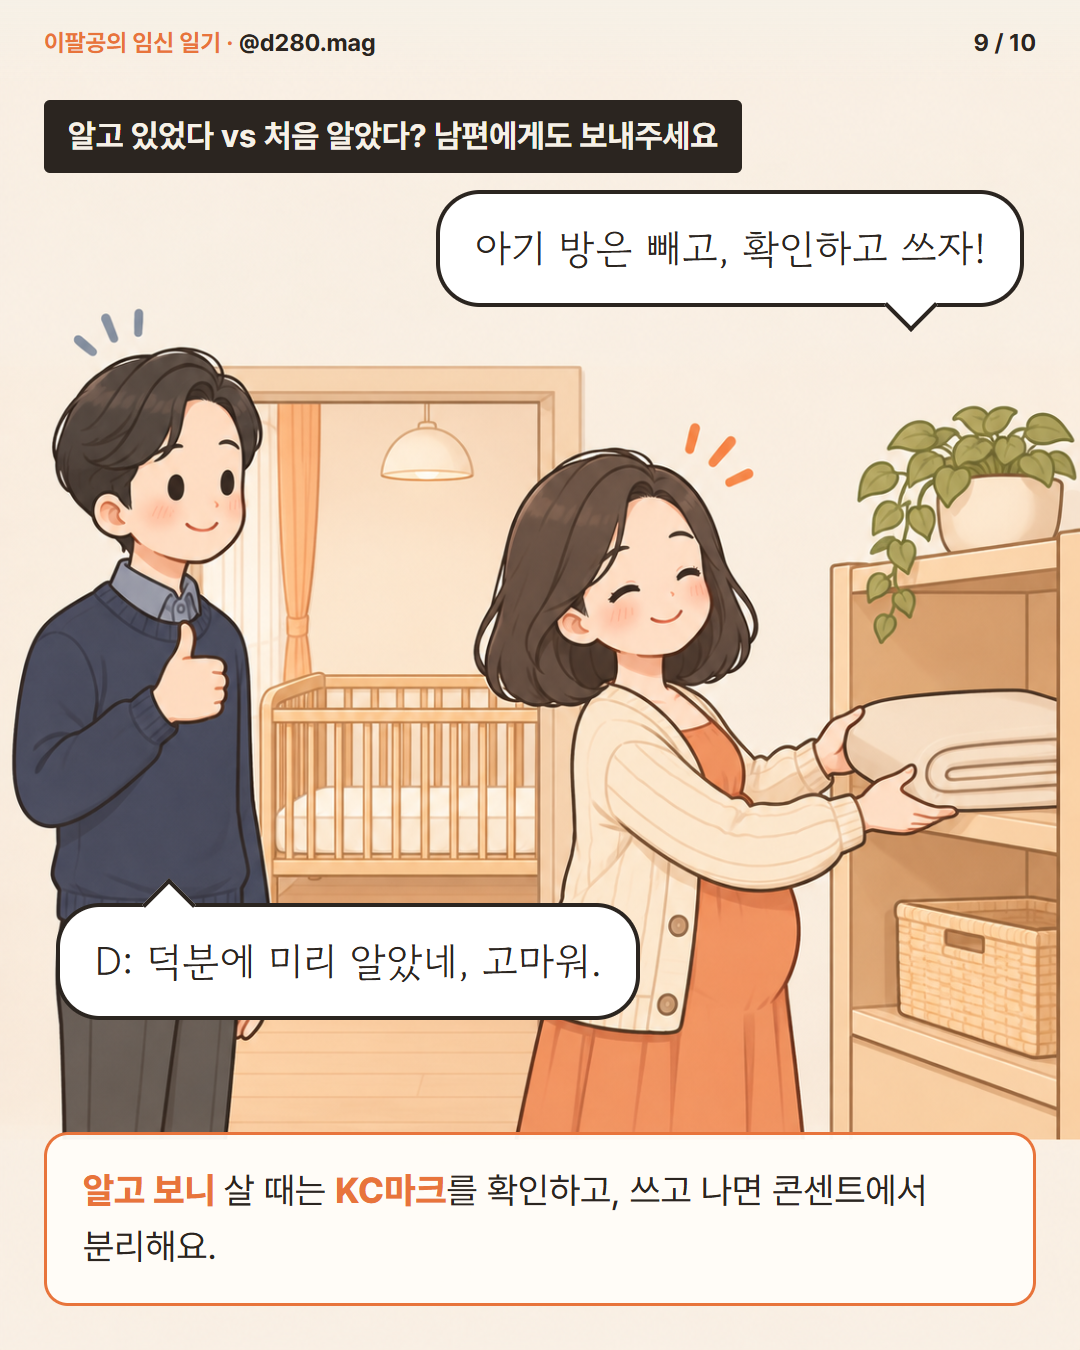 이팔공의 임신 일기 · @d280.mag
9 / 10
알고 있었다 vs 처음 알았다? 남편에게도 보내주세요
아기 방은 빼고, 확인하고 쓰자!
D: 덕분에 미리 알았네, 고마워.
알고 보니 살 때는 KC마크를 확인하고, 쓰고 나면 콘센트에서
분리해요.